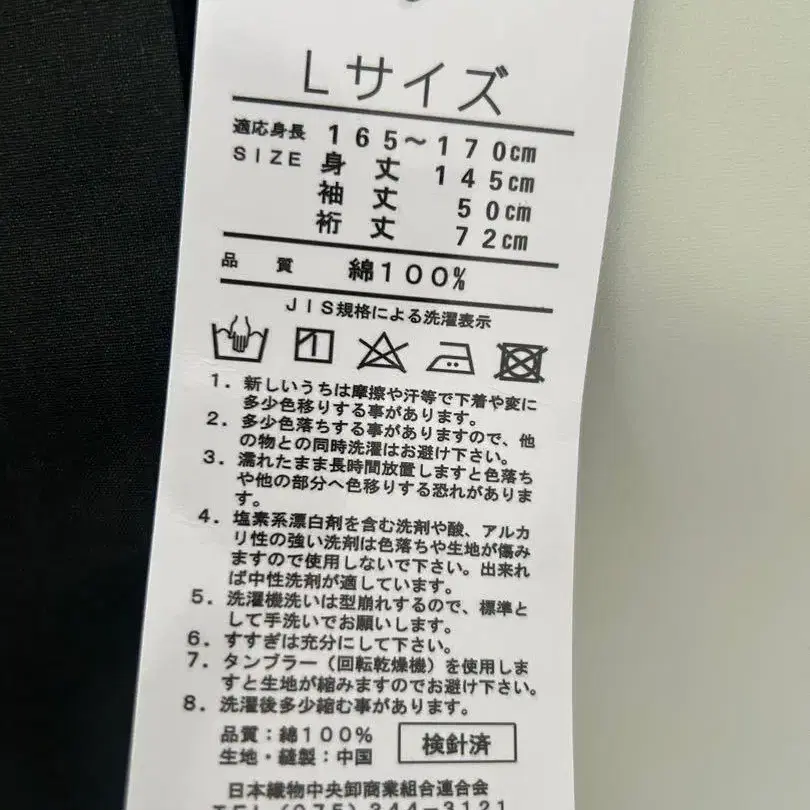 Lサイズ
適応身長 165~170cm
SIZE 身丈 145cm
袖丈 50cm
裄丈 72cm
品質 綿100%
JIS規格による洗濯表示
1. 新しいうちは摩擦や汗等で下着や変に
多少色移りする事があります。
2. 多少色落ちする事がありますので、他
の物との同時洗濯はお避け下さい。
3. 濡れたまま長時間放置しますと色落ち
や他の部分へ色移りする恐れがありま
す。
4. 塩素系漂白剤を含む洗剤や酸、アルカ
リ性の強い洗剤は色落ちや生地が傷み
ますので使用しないで下さい。出来れ
ば中性洗剤が適しています。
5. 洗濯機洗いは型崩れするので、標準と
して手洗いでお願いします。
6. すすぎは充分にして下さい。
7. タンブラー(回転乾燥機)を使用しま
すと生地が縮みますのでお避け下さい。
8. 洗濯後多少縮む事があります。
品質:綿100%
生地・縫製:中国
検針済
日本織物中央卸商業組合連合会
TEL(075)344-3121